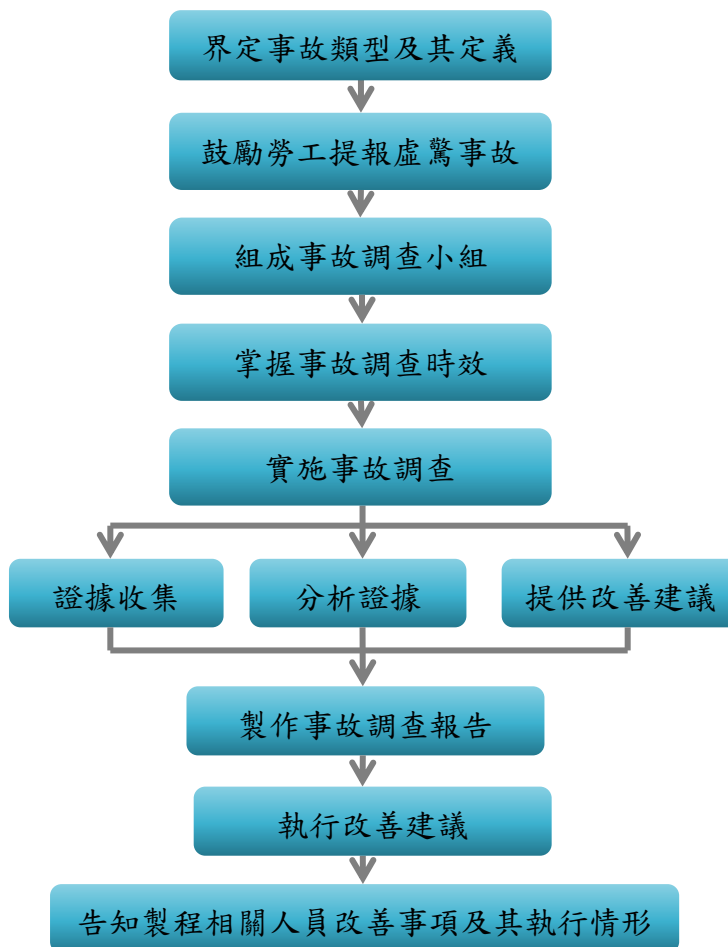 界定事故類型及其定義
鼓勵勞工提報虛驚事故
組成事故調查小組
掌握事故調查時效
實施事故調查
證據收集
分析證據
提供改善建議
製作事故調查報告
執行改善建議
告知製程相關人員改善事項及其執行情形